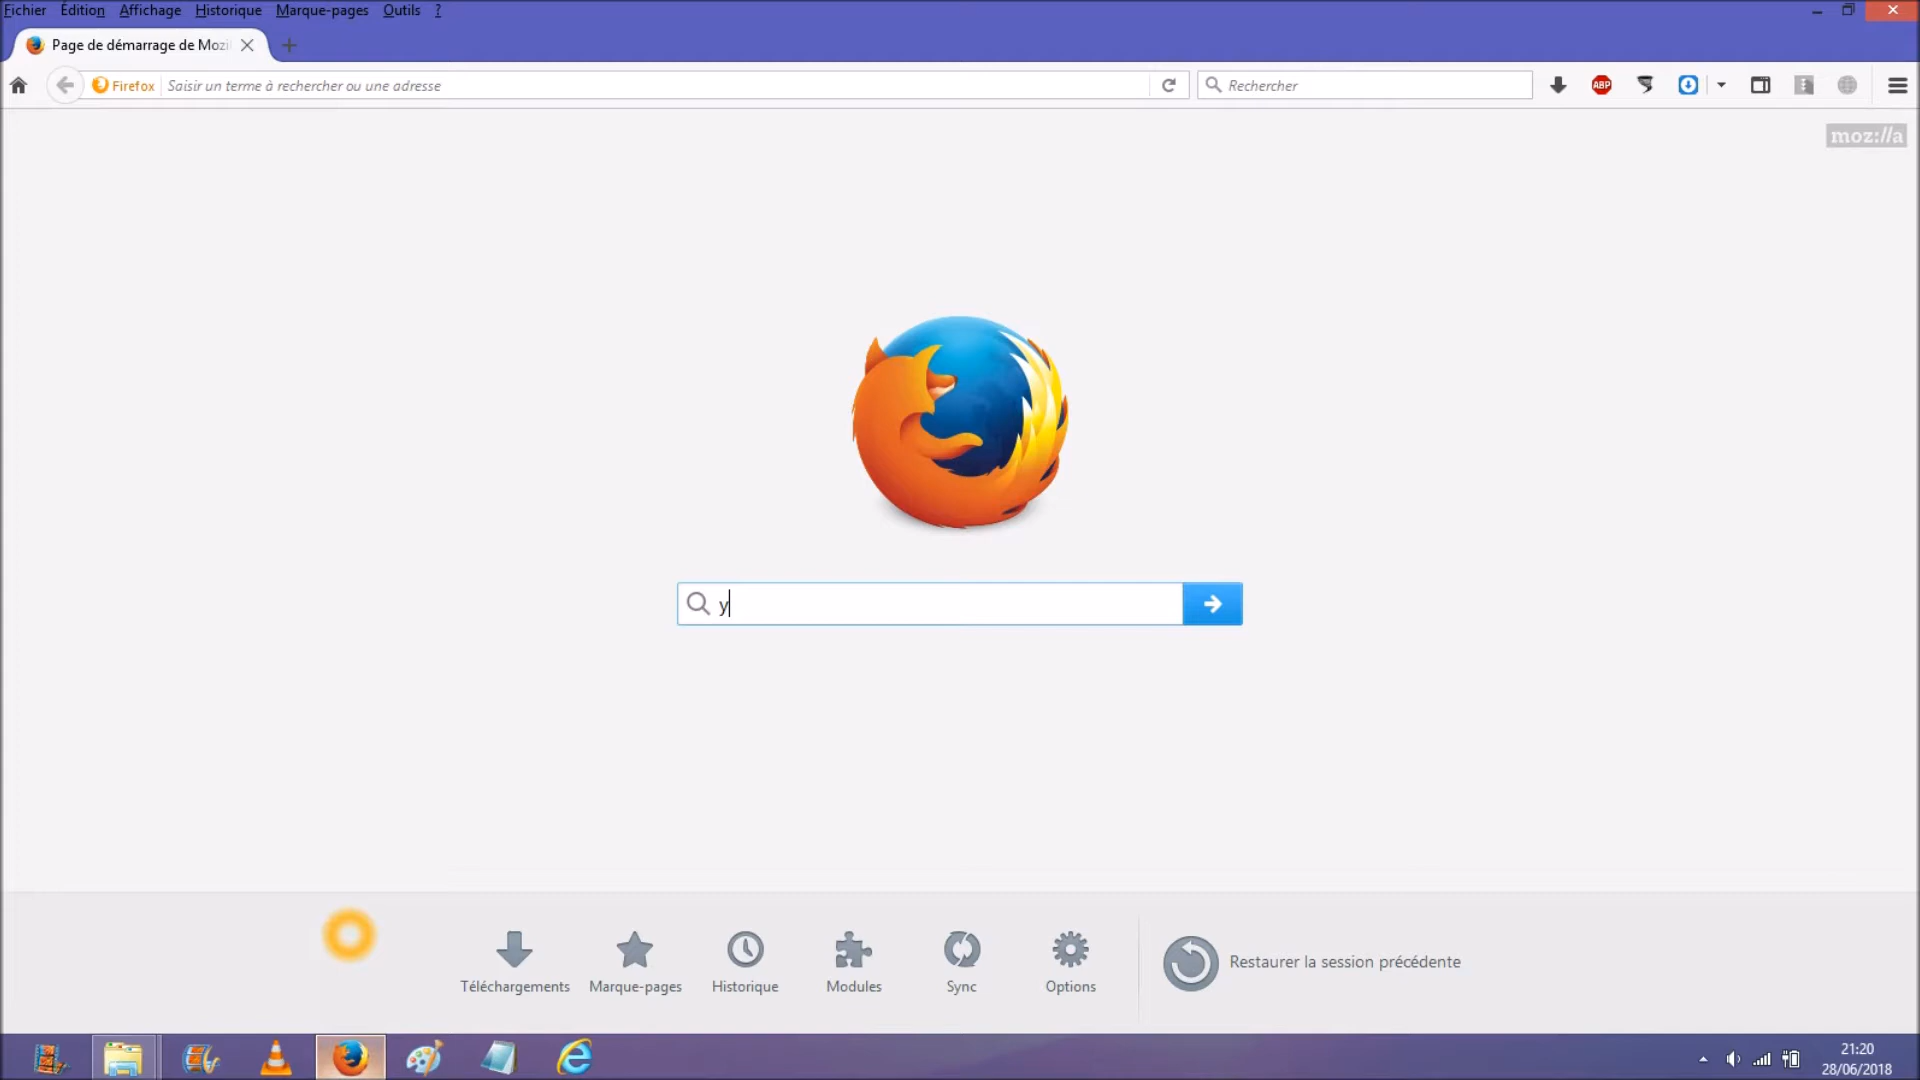 Fichier Édition Affichage Historique Marque-pages Outils ?
Page de démarrage de Mozi
Firefox Saisir un terme à rechercher ou une adresse
Rechercher
ABP
moz://a
y
Téléchargements Marque-pages Historique Modules Sync Options
Restaurer la session précédente
21:20
28/06/2018